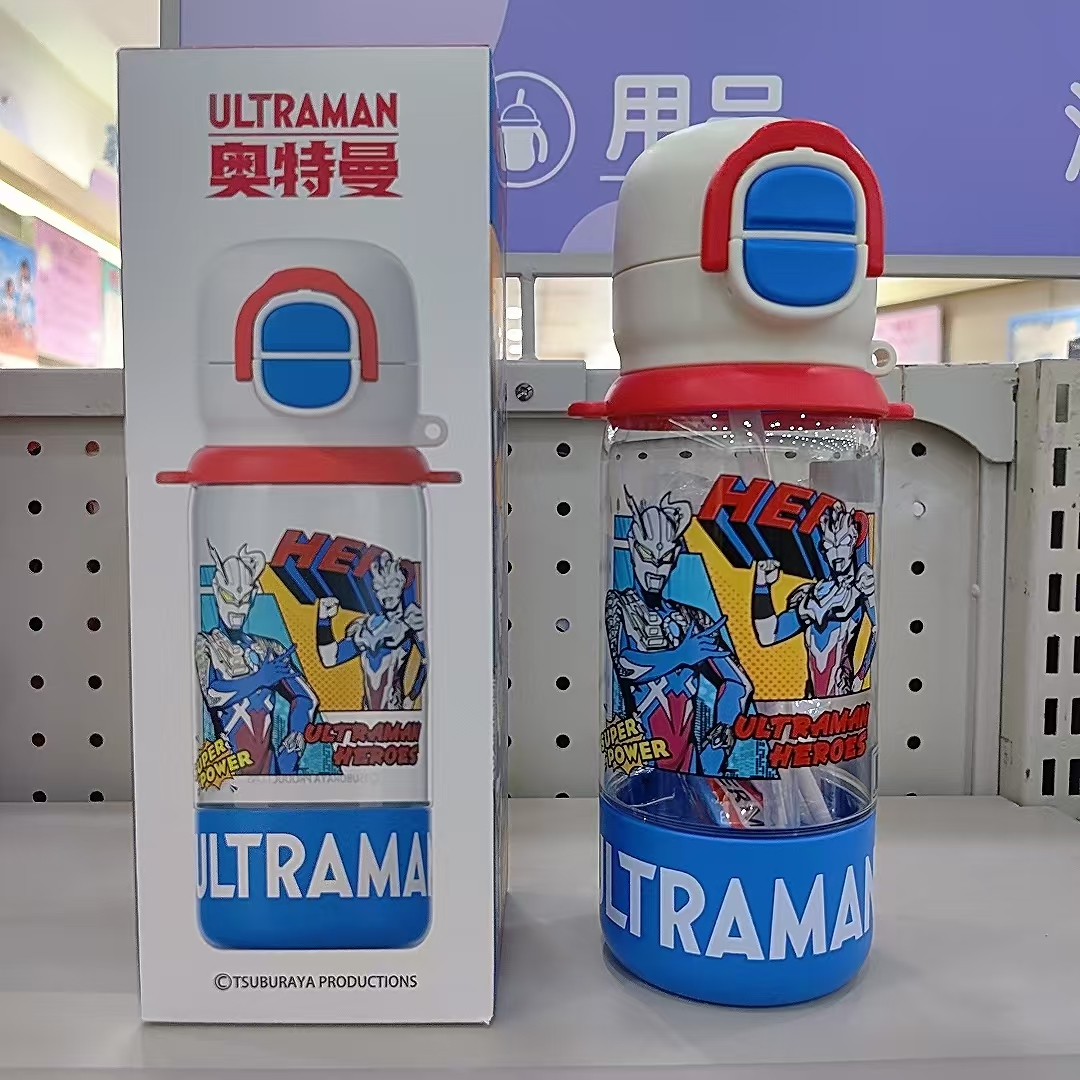 ULTRAMAN
奥特曼
HERO
SUPER
POWER
ULTRAMAN
HEROES
ULTRAMA
©TSUBURAYA PRODUCTIONS
用品
HERO
SUPER
POWER
ULTRAMAN
HEROES
ULTRAMAN